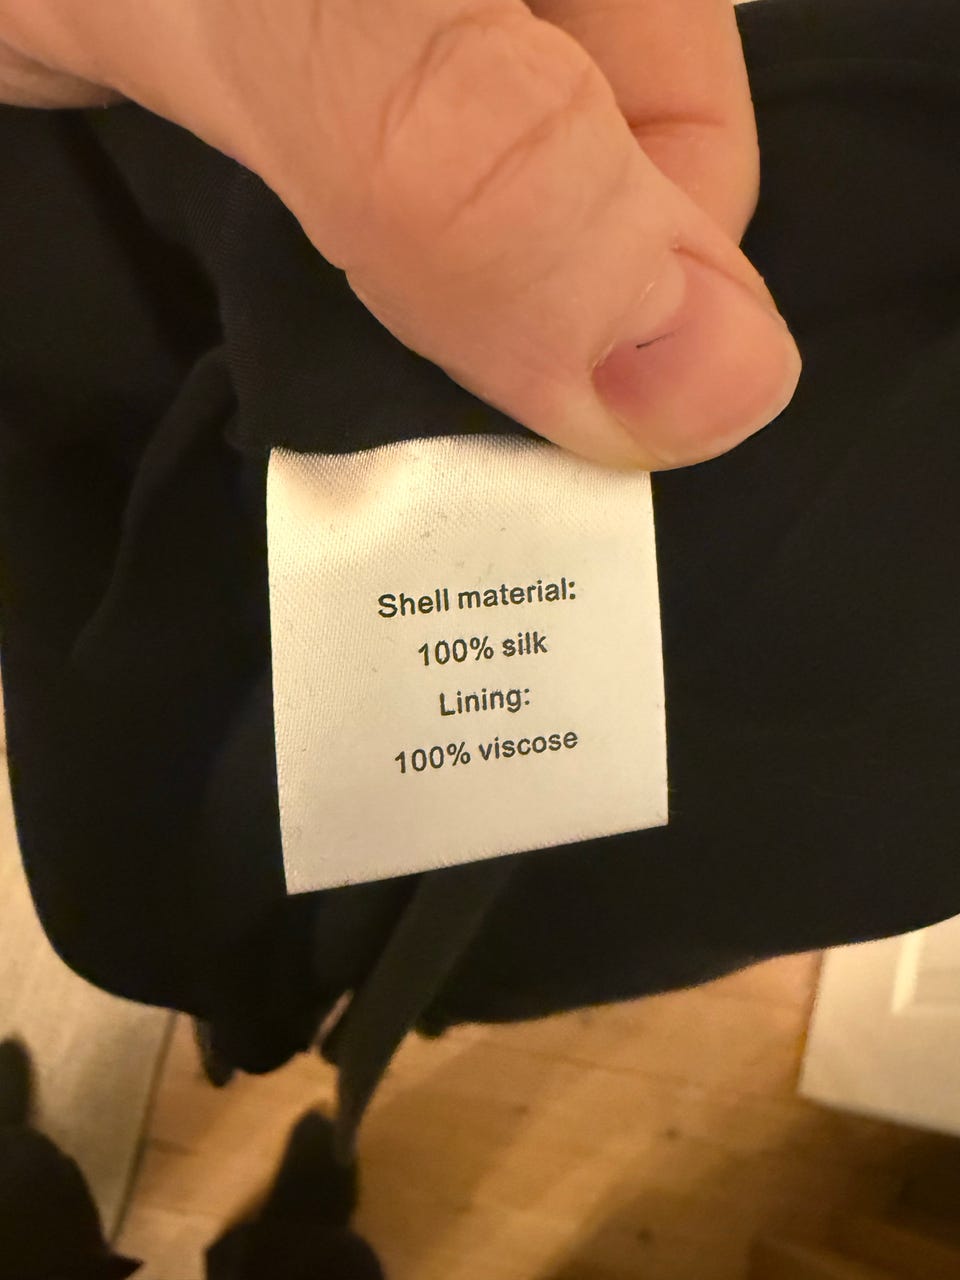 Shell material:
100% silk
Lining:
100% viscose